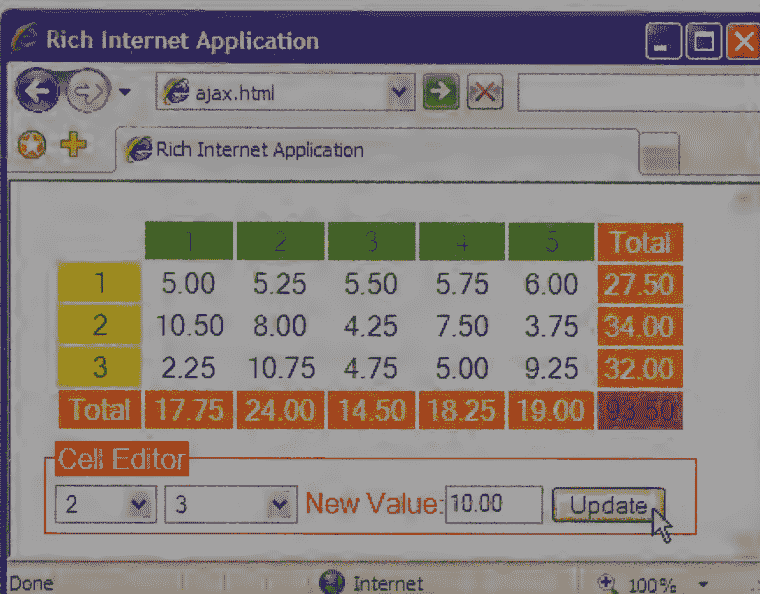 Rich Internet Application
ajax.html
Rich Internet Application
1 2 3 4 5 Total
1 5.00 5.25 5.50 5.75 6.00 27.50
2 10.50 8.00 4.25 7.50 3.75 34.00
3 2.25 10.75 4.75 5.00 9.25 32.00
Total 17.75 24.00 14.50 18.25 19.00 93.50
Cell Editor
2 3 New Value: 10.00 Update
Done Internet 100%